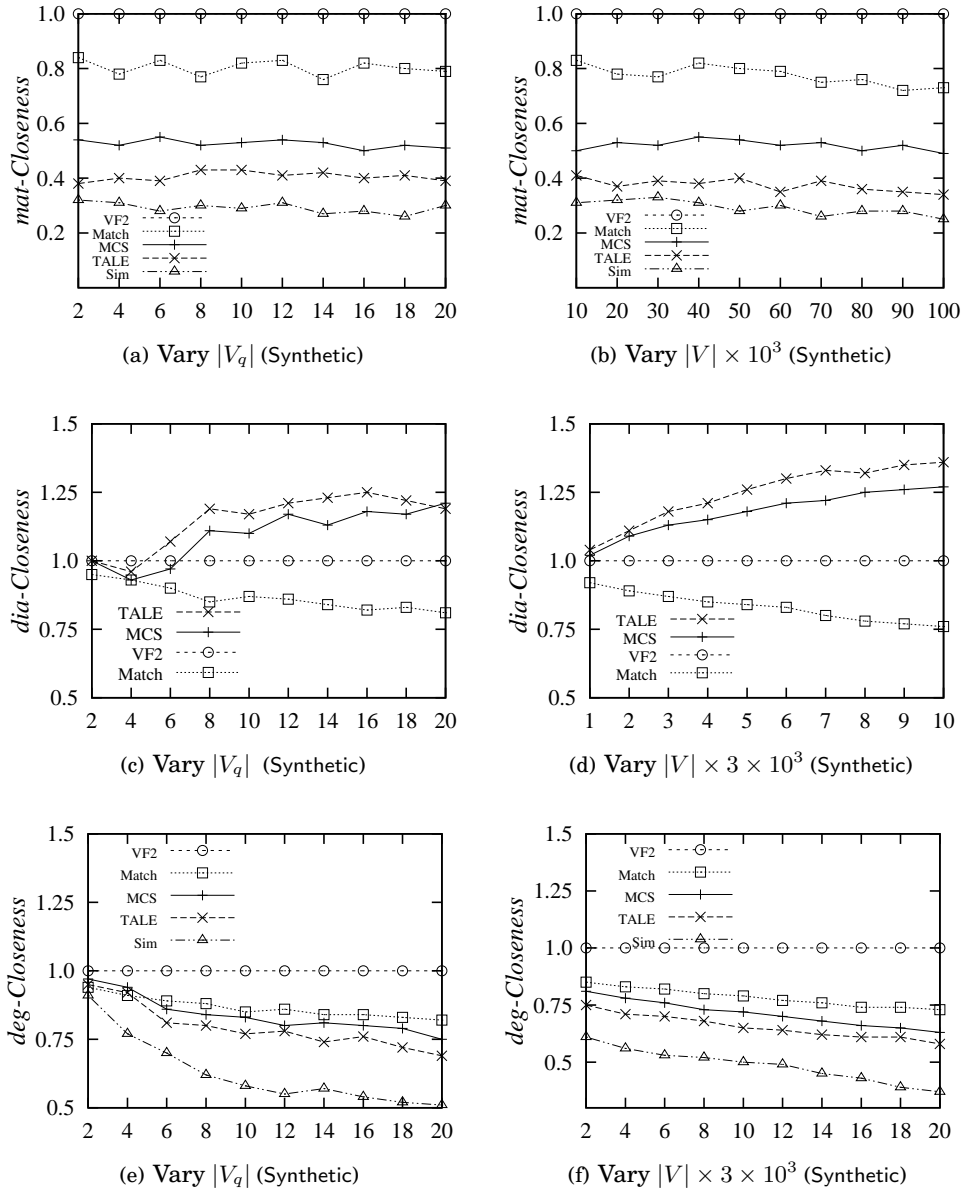 1.0
0.8
0.6
0.4
0.2
mat-Closeness
VF2
Match
MCS
TALE
Sim
2 4 6 8 10 12 14 16 18 20
(a) Vary |V_q| (Synthetic)
1.0
0.8
0.6
0.4
0.2
mat-Closeness
VF2
Match
MCS
TALE
Sim
10 20 30 40 50 60 70 80 90 100
(b) Vary |V| × 10³ (Synthetic)
1.5
1.25
1.0
0.75
0.5
dia-Closeness
TALE
MCS
VF2
Match
2 4 6 8 10 12 14 16 18 20
(c) Vary |V_q| (Synthetic)
1.5
1.25
1.0
0.75
0.5
dia-Closeness
TALE
MCS
VF2
Match
1 2 3 4 5 6 7 8 9 10
(d) Vary |V| × 3 × 10³ (Synthetic)
1.5
1.25
1.0
0.75
0.5
deg-Closeness
VF2
Match
MCS
TALE
Sim
2 4 6 8 10 12 14 16 18 20
(e) Vary |V_q| (Synthetic)
1.5
1.25
1.0
0.75
0.5
deg-Closeness
VF2
Match
MCS
TALE
Sim
2 4 6 8 10 12 14 16 18 20
(f) Vary |V| × 3 × 10³ (Synthetic)